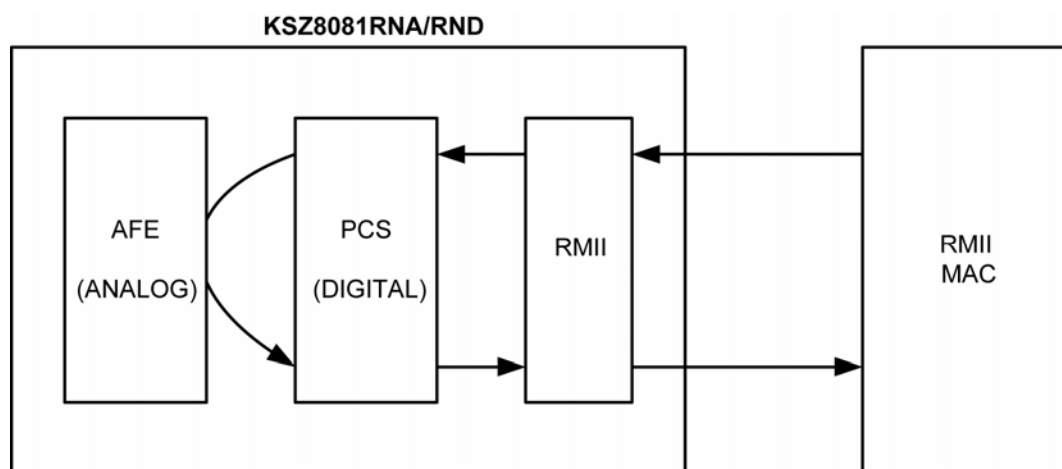 KSZ8081RNA/RND
AFE
(ANALOG)
PCS
(DIGITAL)
RMII
RMII
MAC